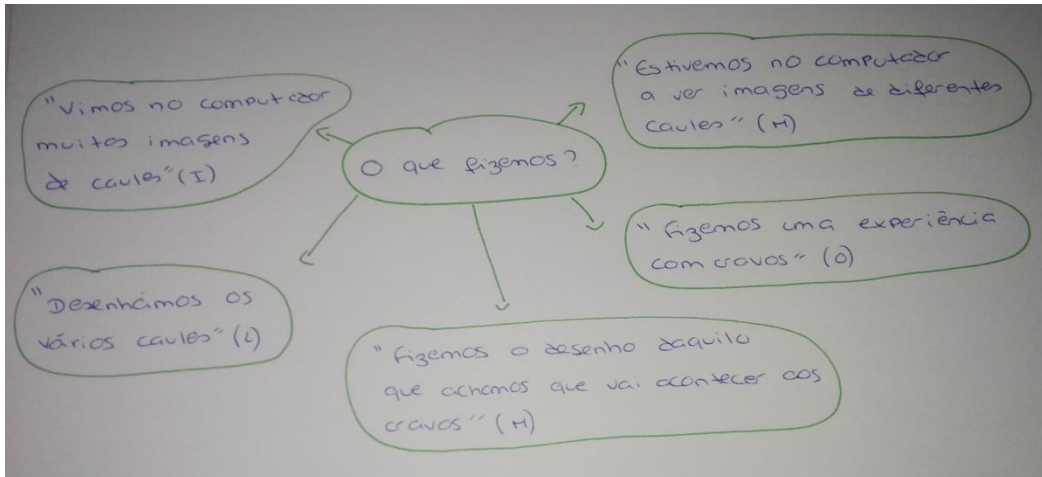 O que fizemos?
"Vimos no computador
muitas imagens
de caules" (I)
"Estivemos no computador
a ver imagens de diferentes
caules" (M)
"Fizemos uma experiência
com cravos" (O)
"Desenhámos os
vários caules" (L)
"Fizemos o desenho daquilo
que achamos que vai acontecer aos
cravos" (M)